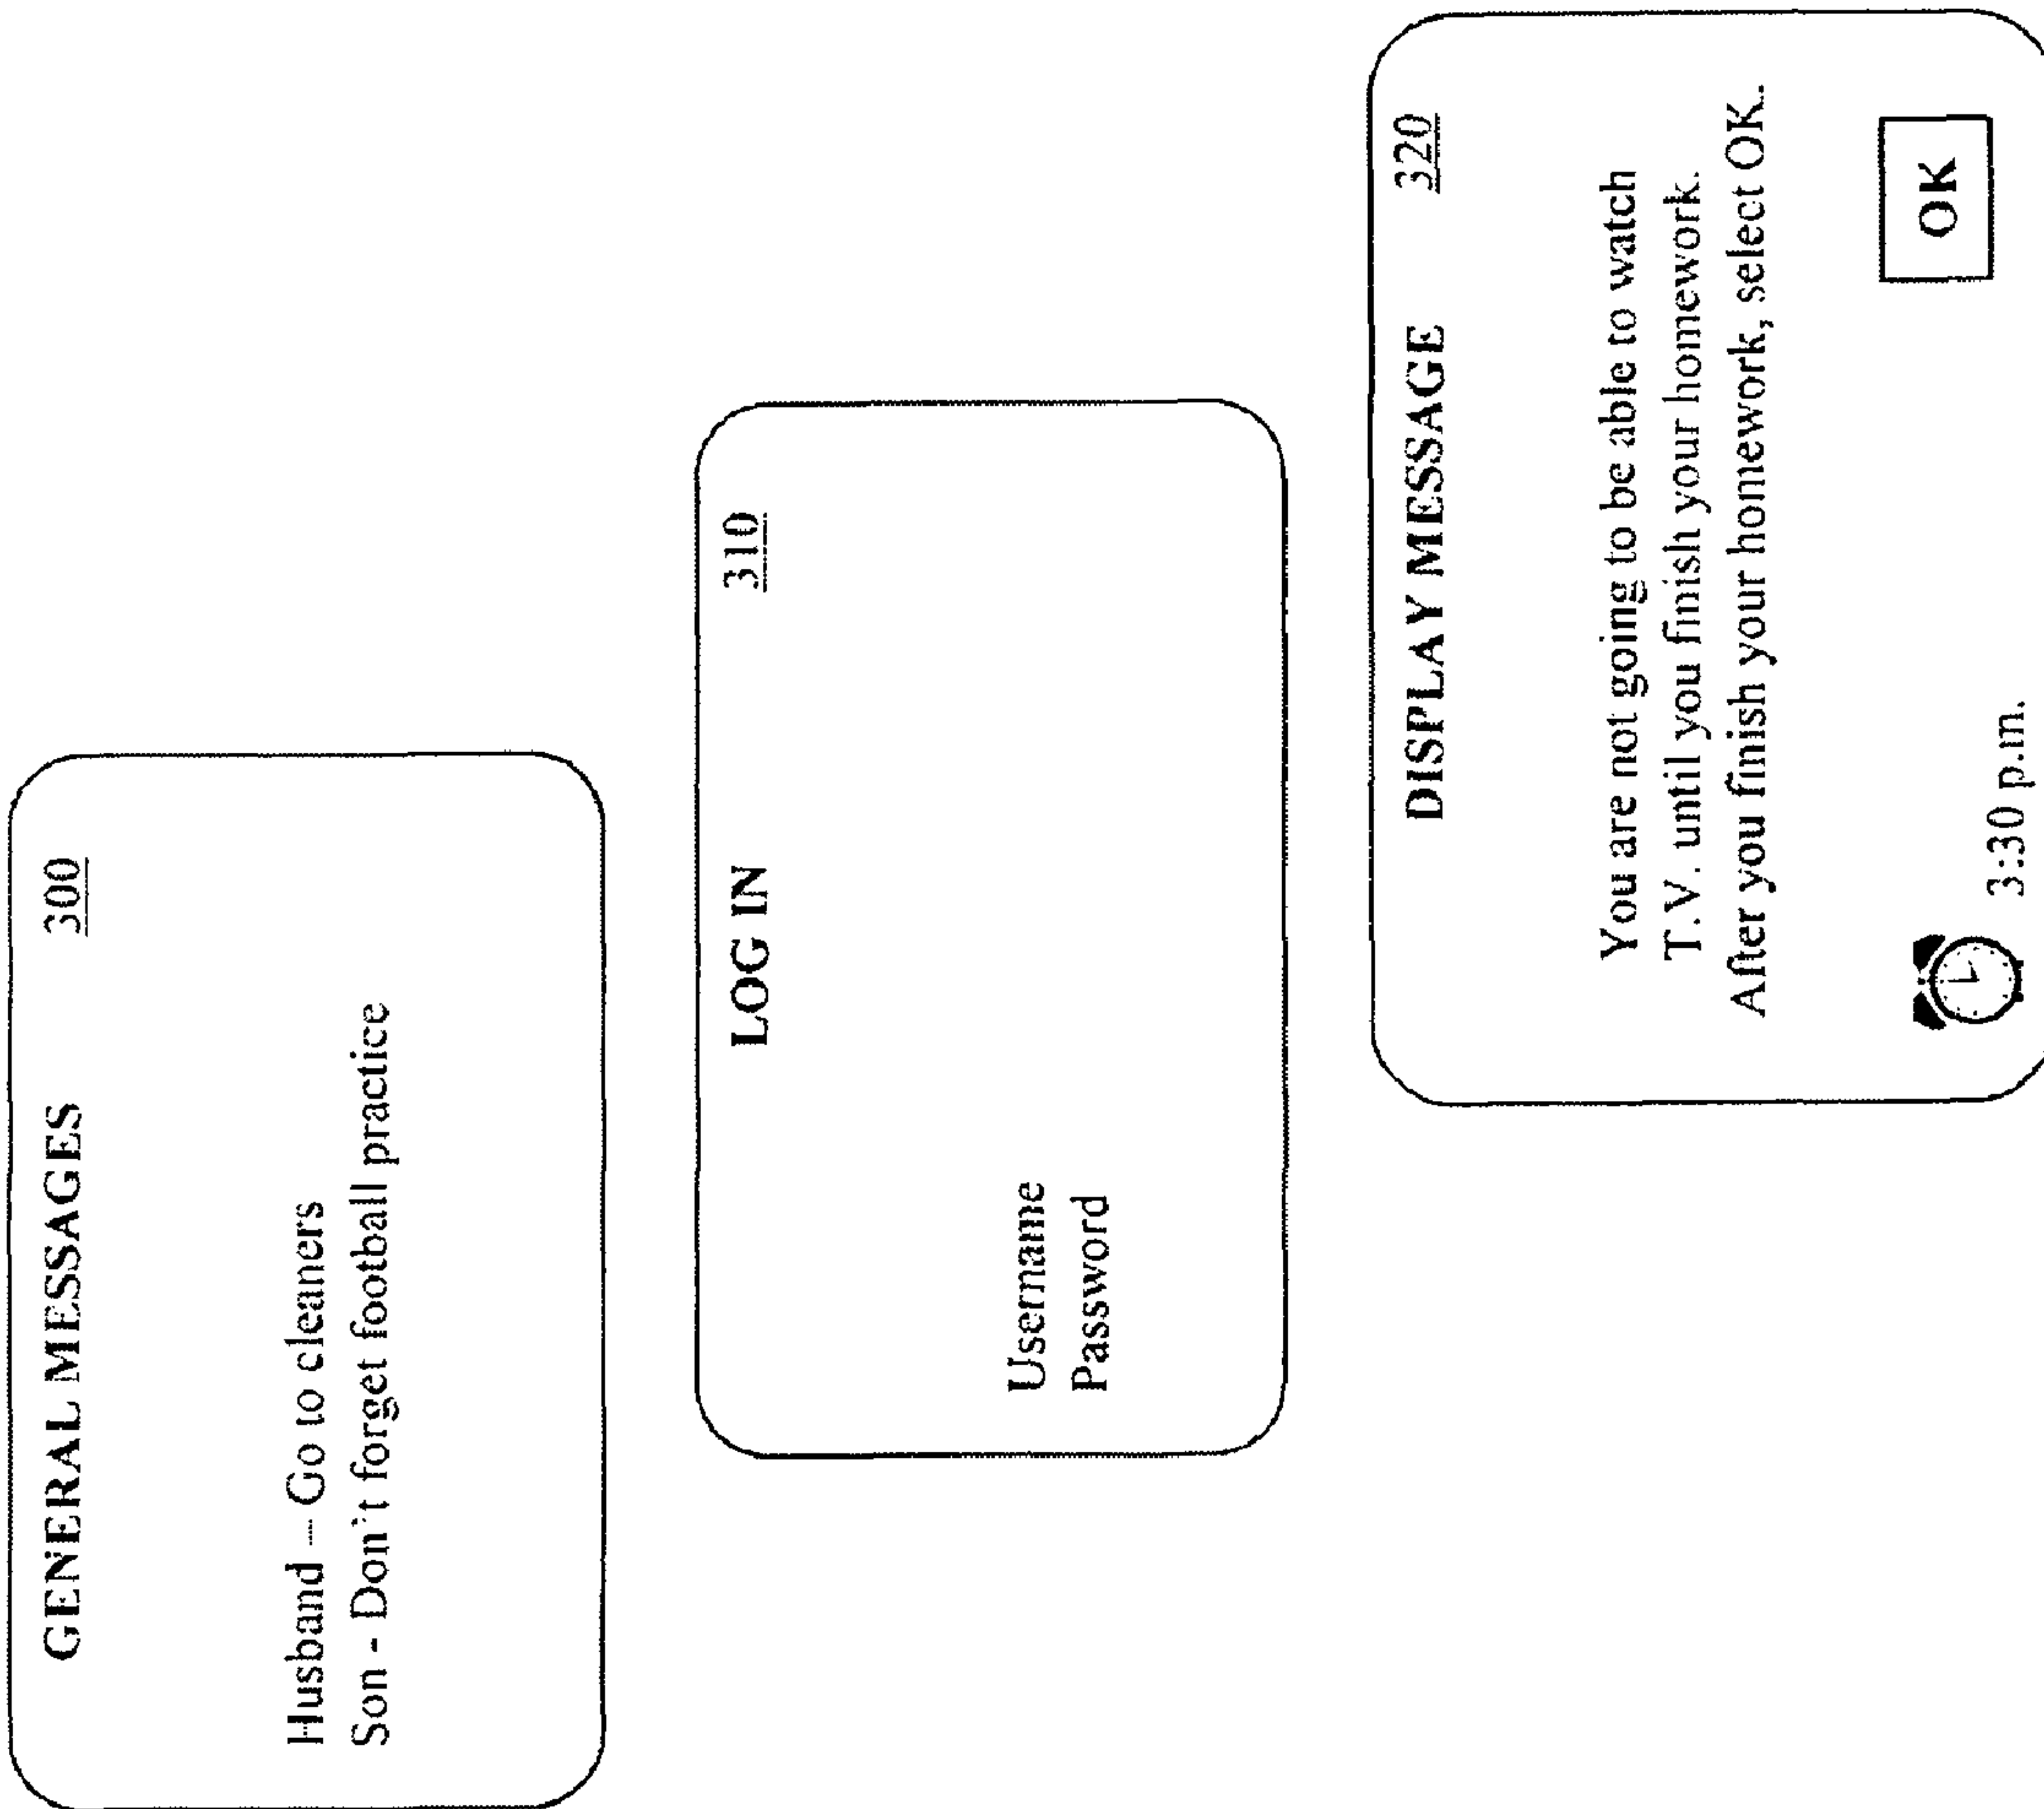 GENERAL MESSAGES 300
Husband – Go to cleaners
Son - Don't forget football practice
LOG IN 310
Username
Password
DISPLAY MESSAGE 320
You are not going to be able to watch
T.V. until you finish your homework.
After you finish your homework, select OK.
3:30 p.m.
OK